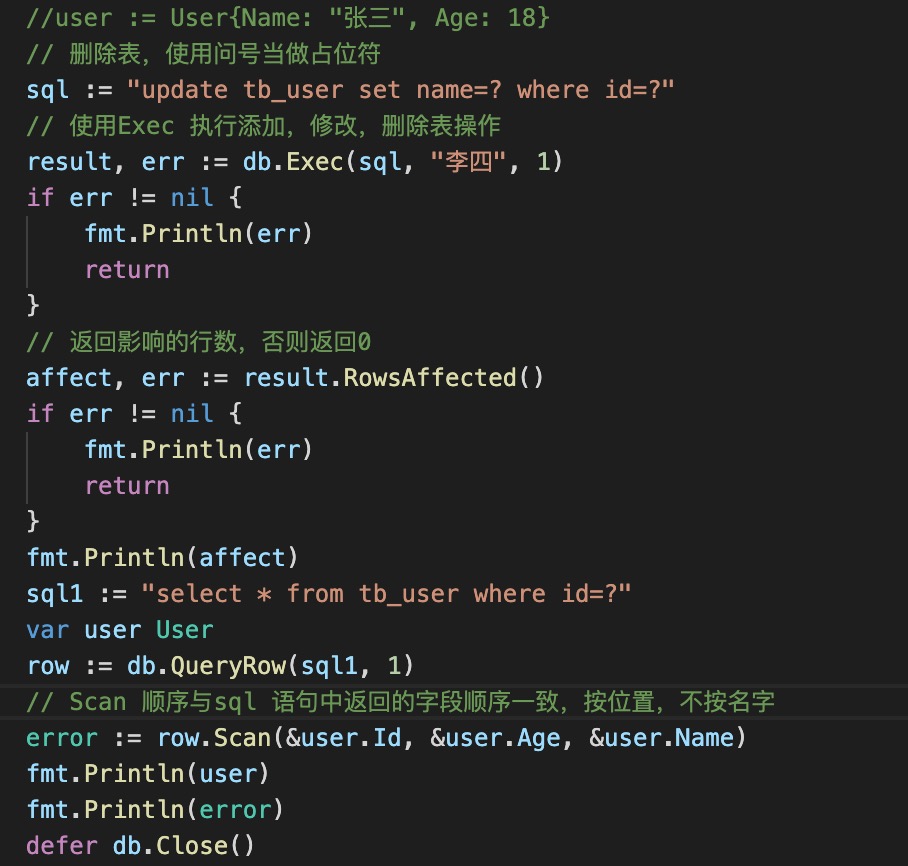 //user := User{Name: "张三", Age: 18}
// 删除表，使用问号当做占位符
sql := "update tb_user set name=? where id=?"
// 使用Exec 执行添加，修改，删除表操作
result, err := db.Exec(sql, "李四", 1)
if err != nil {
    fmt.Println(err)
    return
}
// 返回影响的行数，否则返回0
affect, err := result.RowsAffected()
if err != nil {
    fmt.Println(err)
    return
}
fmt.Println(affect)
sql1 := "select * from tb_user where id=?"
var user User
row := db.QueryRow(sql1, 1)
// Scan 顺序与sql 语句中返回的字段顺序一致，按位置，不按名字
error := row.Scan(&user.Id, &user.Age, &user.Name)
fmt.Println(user)
fmt.Println(error)
defer db.Close()